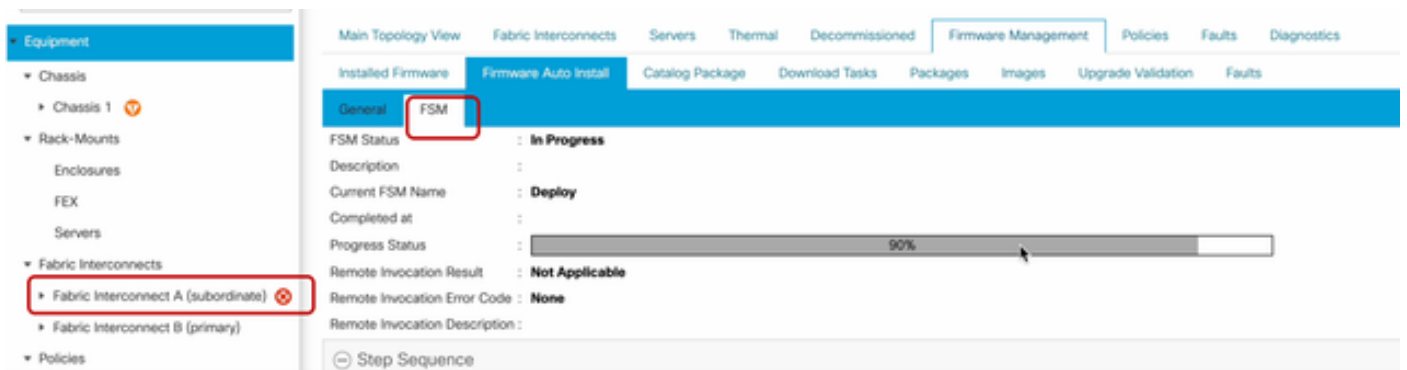 Equipment
Chassis
Chassis 1
Rack-Mounts
Enclosures
FEX
Servers
Fabric Interconnects
Fabric Interconnect A (subordinate)
Fabric Interconnect B (primary)
Policies
Main Topology View Fabric Interconnects Servers Thermal Decommissioned Firmware Management Policies Faults Diagnostics
Installed Firmware Firmware Auto Install Catalog Package Download Tasks Packages Images Upgrade Validation Faults
General FSM
FSM Status : In Progress
Description :
Current FSM Name : Deploy
Completed at :
Progress Status : 90%
Remote Invocation Result : Not Applicable
Remote Invocation Error Code : None
Remote Invocation Description :
Step Sequence